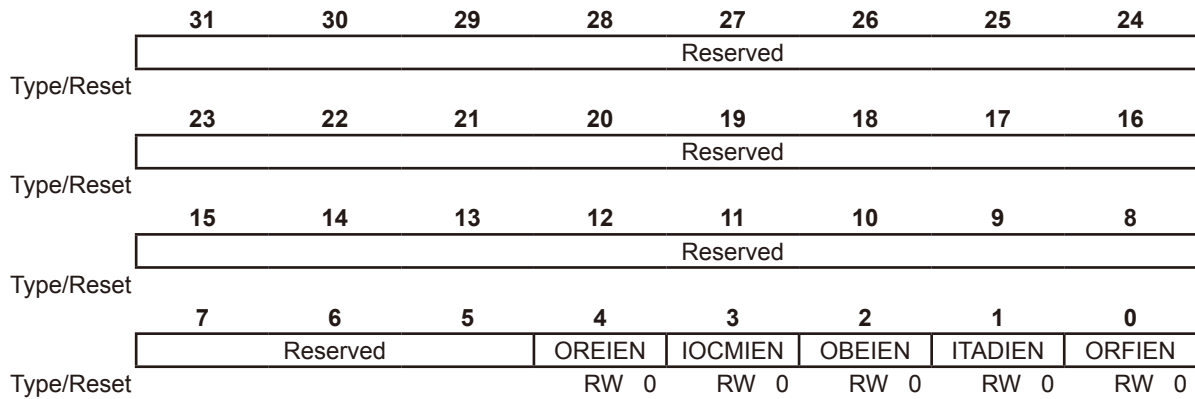 31 30 29 28 27 26 25 24
Reserved
Type/Reset
23 22 21 20 19 18 17 16
Reserved
Type/Reset
15 14 13 12 11 10 9 8
Reserved
Type/Reset
7 6 5 4 3 2 1 0
Reserved OREIEN IOCMIEN OBEIEN ITADIEN ORFIEN
Type/Reset RW 0 RW 0 RW 0 RW 0 RW 0